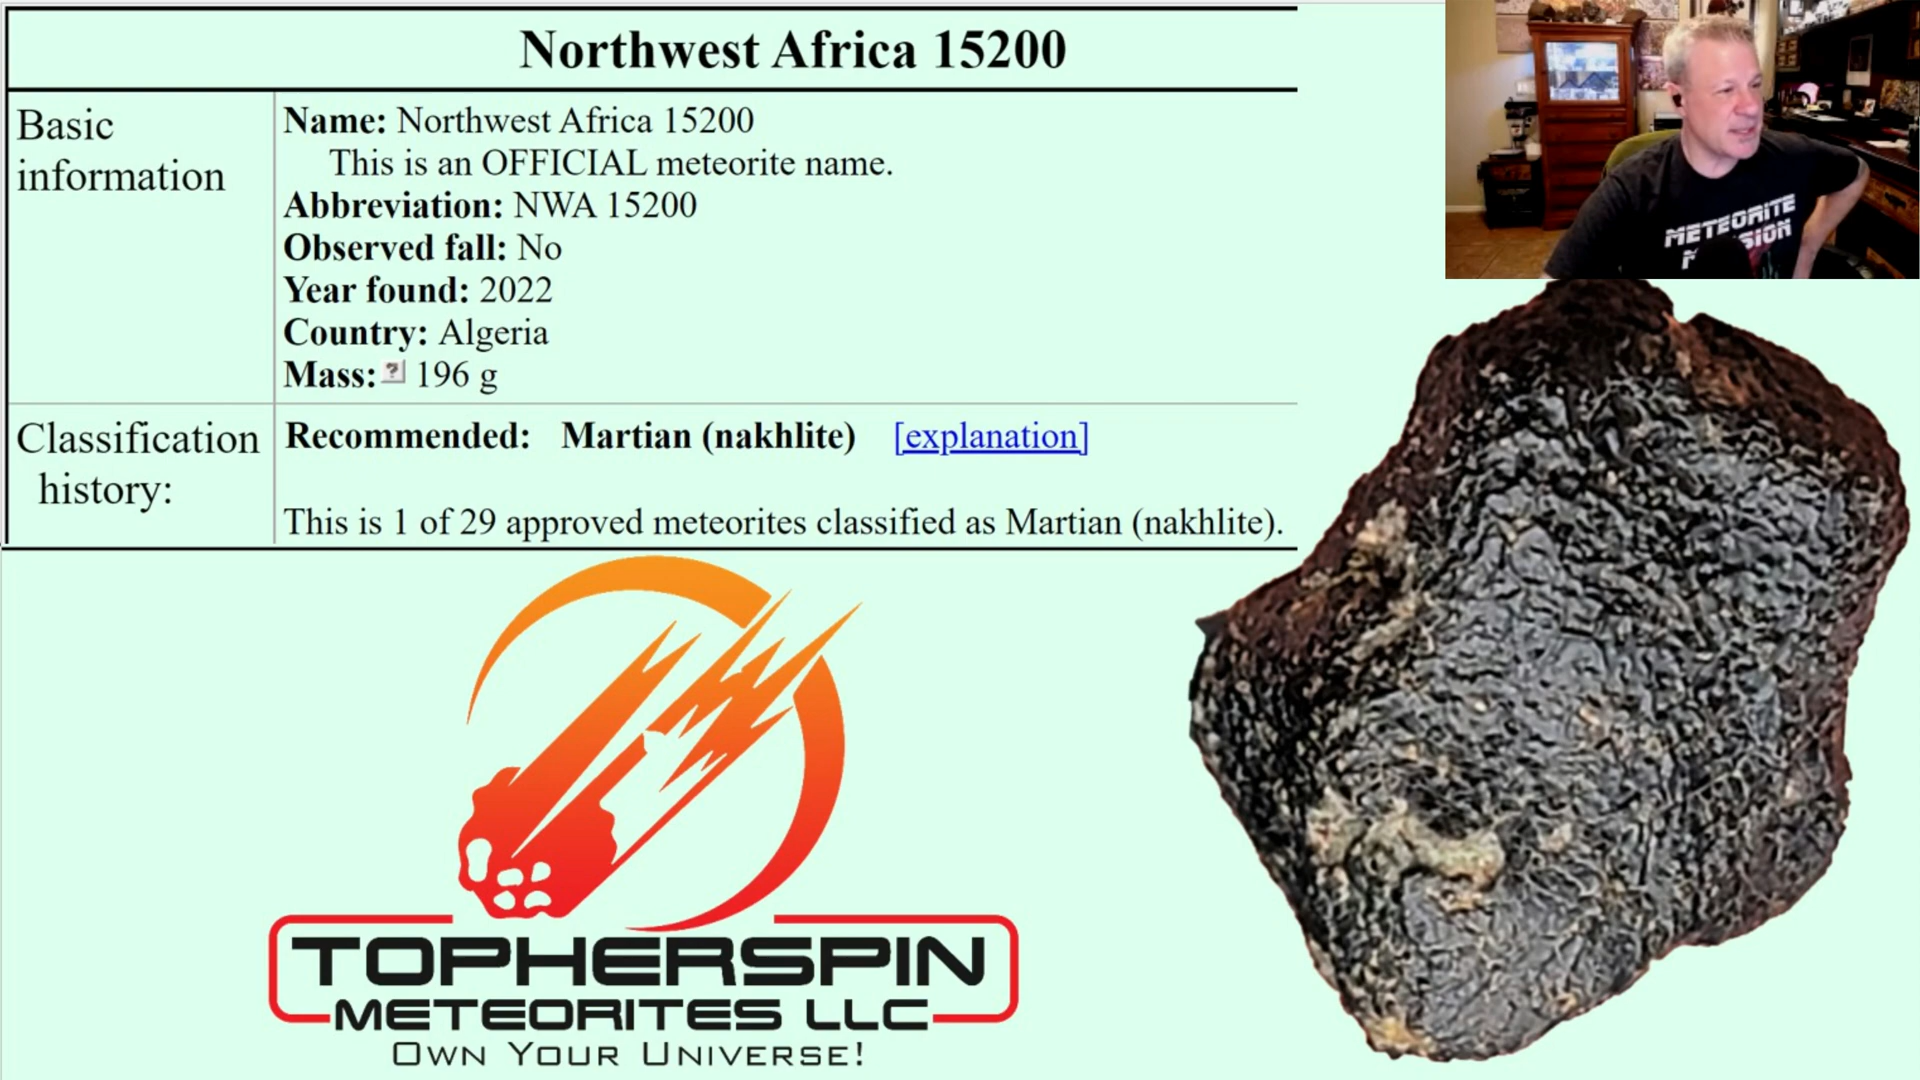 Northwest Africa 15200
Basic
information
Name: Northwest Africa 15200
This is an OFFICIAL meteorite name.
Abbreviation: NWA 15200
Observed fall: No
Year found: 2022
Country: Algeria
Mass: ? 196 g
Classification
history:
Recommended: Martian (nakhlite) [explanation]
This is 1 of 29 approved meteorites classified as Martian (nakhlite).
TOPHERSPIN
METEORITES LLC
OWN YOUR UNIVERSE!
METEORITE